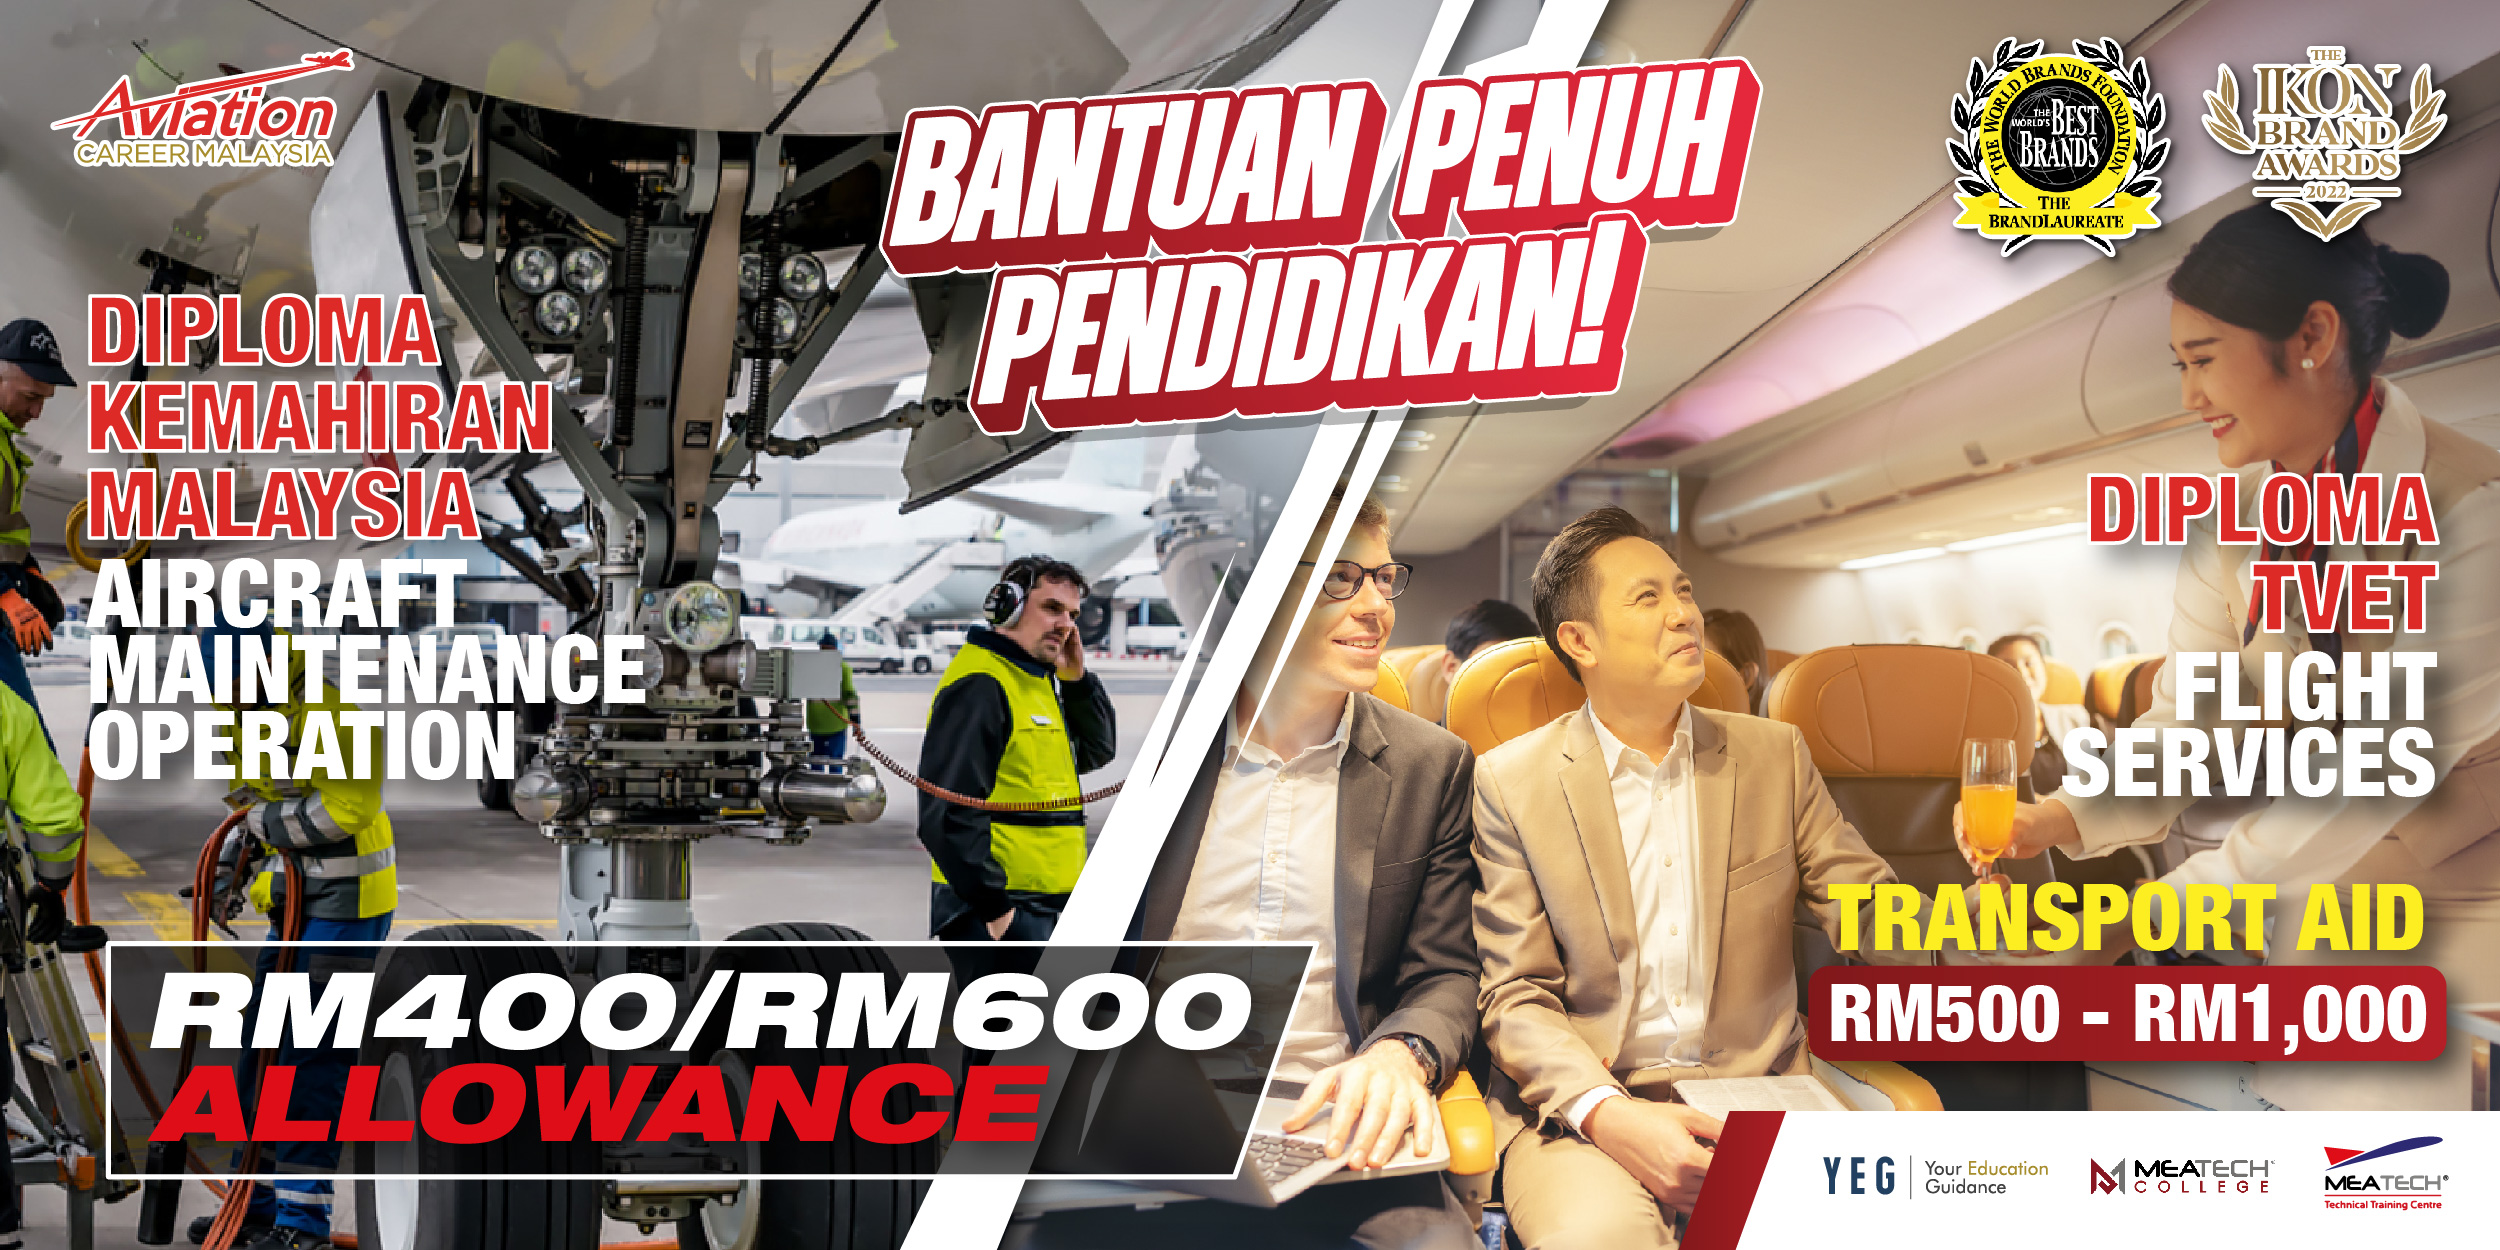 Aviation
CAREER MALAYSIA
BANTUAN PENUH
PENDIDIKAN!
THE WORLD BRANDS FOUNDATION
THE
WORLD'S BEST
BRANDS
THE
BRANDLAUREATE
THE
IKON
BRAND
AWARDS
2022
DIPLOMA
KEMAHIRAN
MALAYSIA
AIRCRAFT
MAINTENANCE
OPERATION
DIPLOMA
TVET
FLIGHT
SERVICES
RM400/RM600
ALLOWANCE
TRANSPORT AID
RM500 - RM1,000
YEG
Your Education
Guidance
MEATECH
COLLEGE
MEATECH®
Technical Training Centre